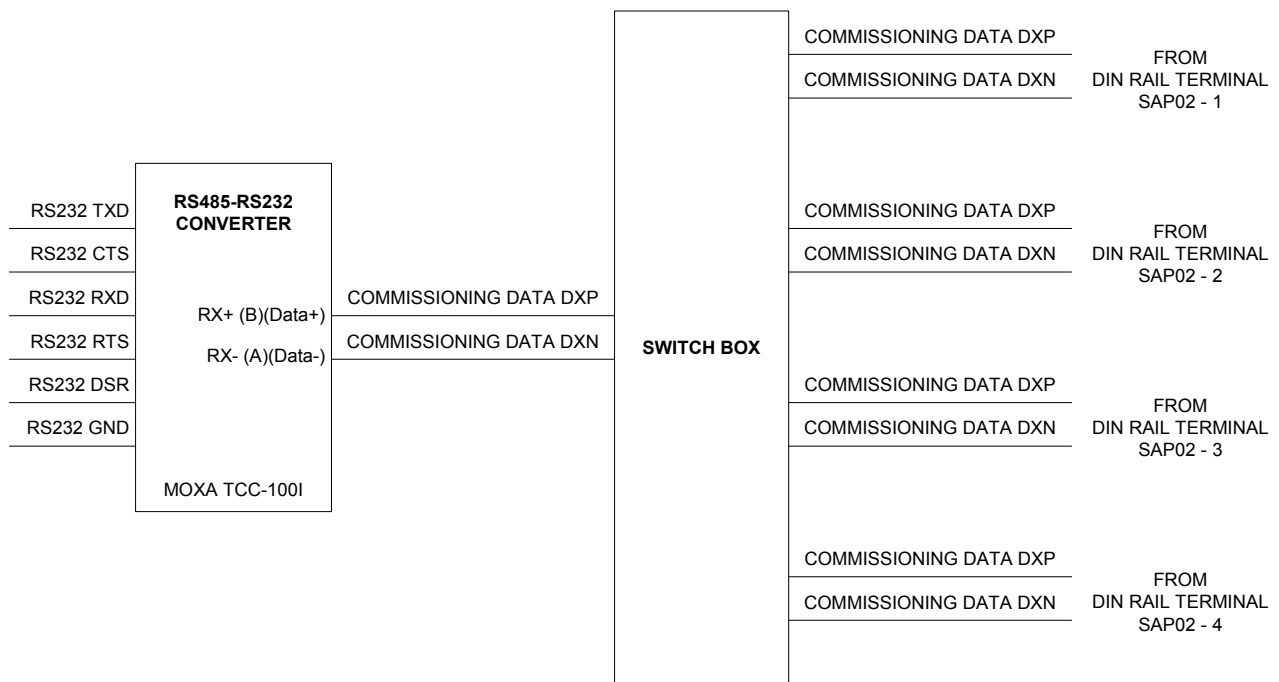 COMMISSIONING DATA DXP
COMMISSIONING DATA DXN
FROM
DIN RAIL TERMINAL
SAP02 - 1
RS232 TXD
RS232 CTS
RS232 RXD
RS232 RTS
RS232 DSR
RS232 GND
RS485-RS232
CONVERTER
RX+ (B)(Data+)
RX- (A)(Data-)
MOXA TCC-100I
COMMISSIONING DATA DXP
COMMISSIONING DATA DXN
SWITCH BOX
COMMISSIONING DATA DXP
COMMISSIONING DATA DXN
FROM
DIN RAIL TERMINAL
SAP02 - 2
COMMISSIONING DATA DXP
COMMISSIONING DATA DXN
FROM
DIN RAIL TERMINAL
SAP02 - 3
COMMISSIONING DATA DXP
COMMISSIONING DATA DXN
FROM
DIN RAIL TERMINAL
SAP02 - 4